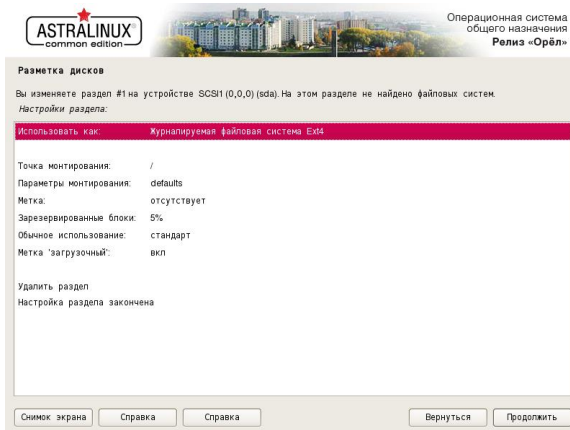 ASTRALINUX®
common edition
Операционная система
общего назначения
Релиз «Орёл»
Разметка дисков
Вы изменяете раздел #1 на устройстве SCSI1 (0,0,0) (sda). На этом разделе не найдено файловых систем.
Настройки раздела:
Использовать как: Журналируемая файловая система Ext4
Точка монтирования: /
Параметры монтирования: defaults
Метка: отсутствует
Зарезервированные блоки: 5%
Обычное использование: стандарт
Метка 'загрузочный': вкл
Удалить раздел
Настройка раздела закончена
Снимок экрана Справка Справка Вернуться Продолжить